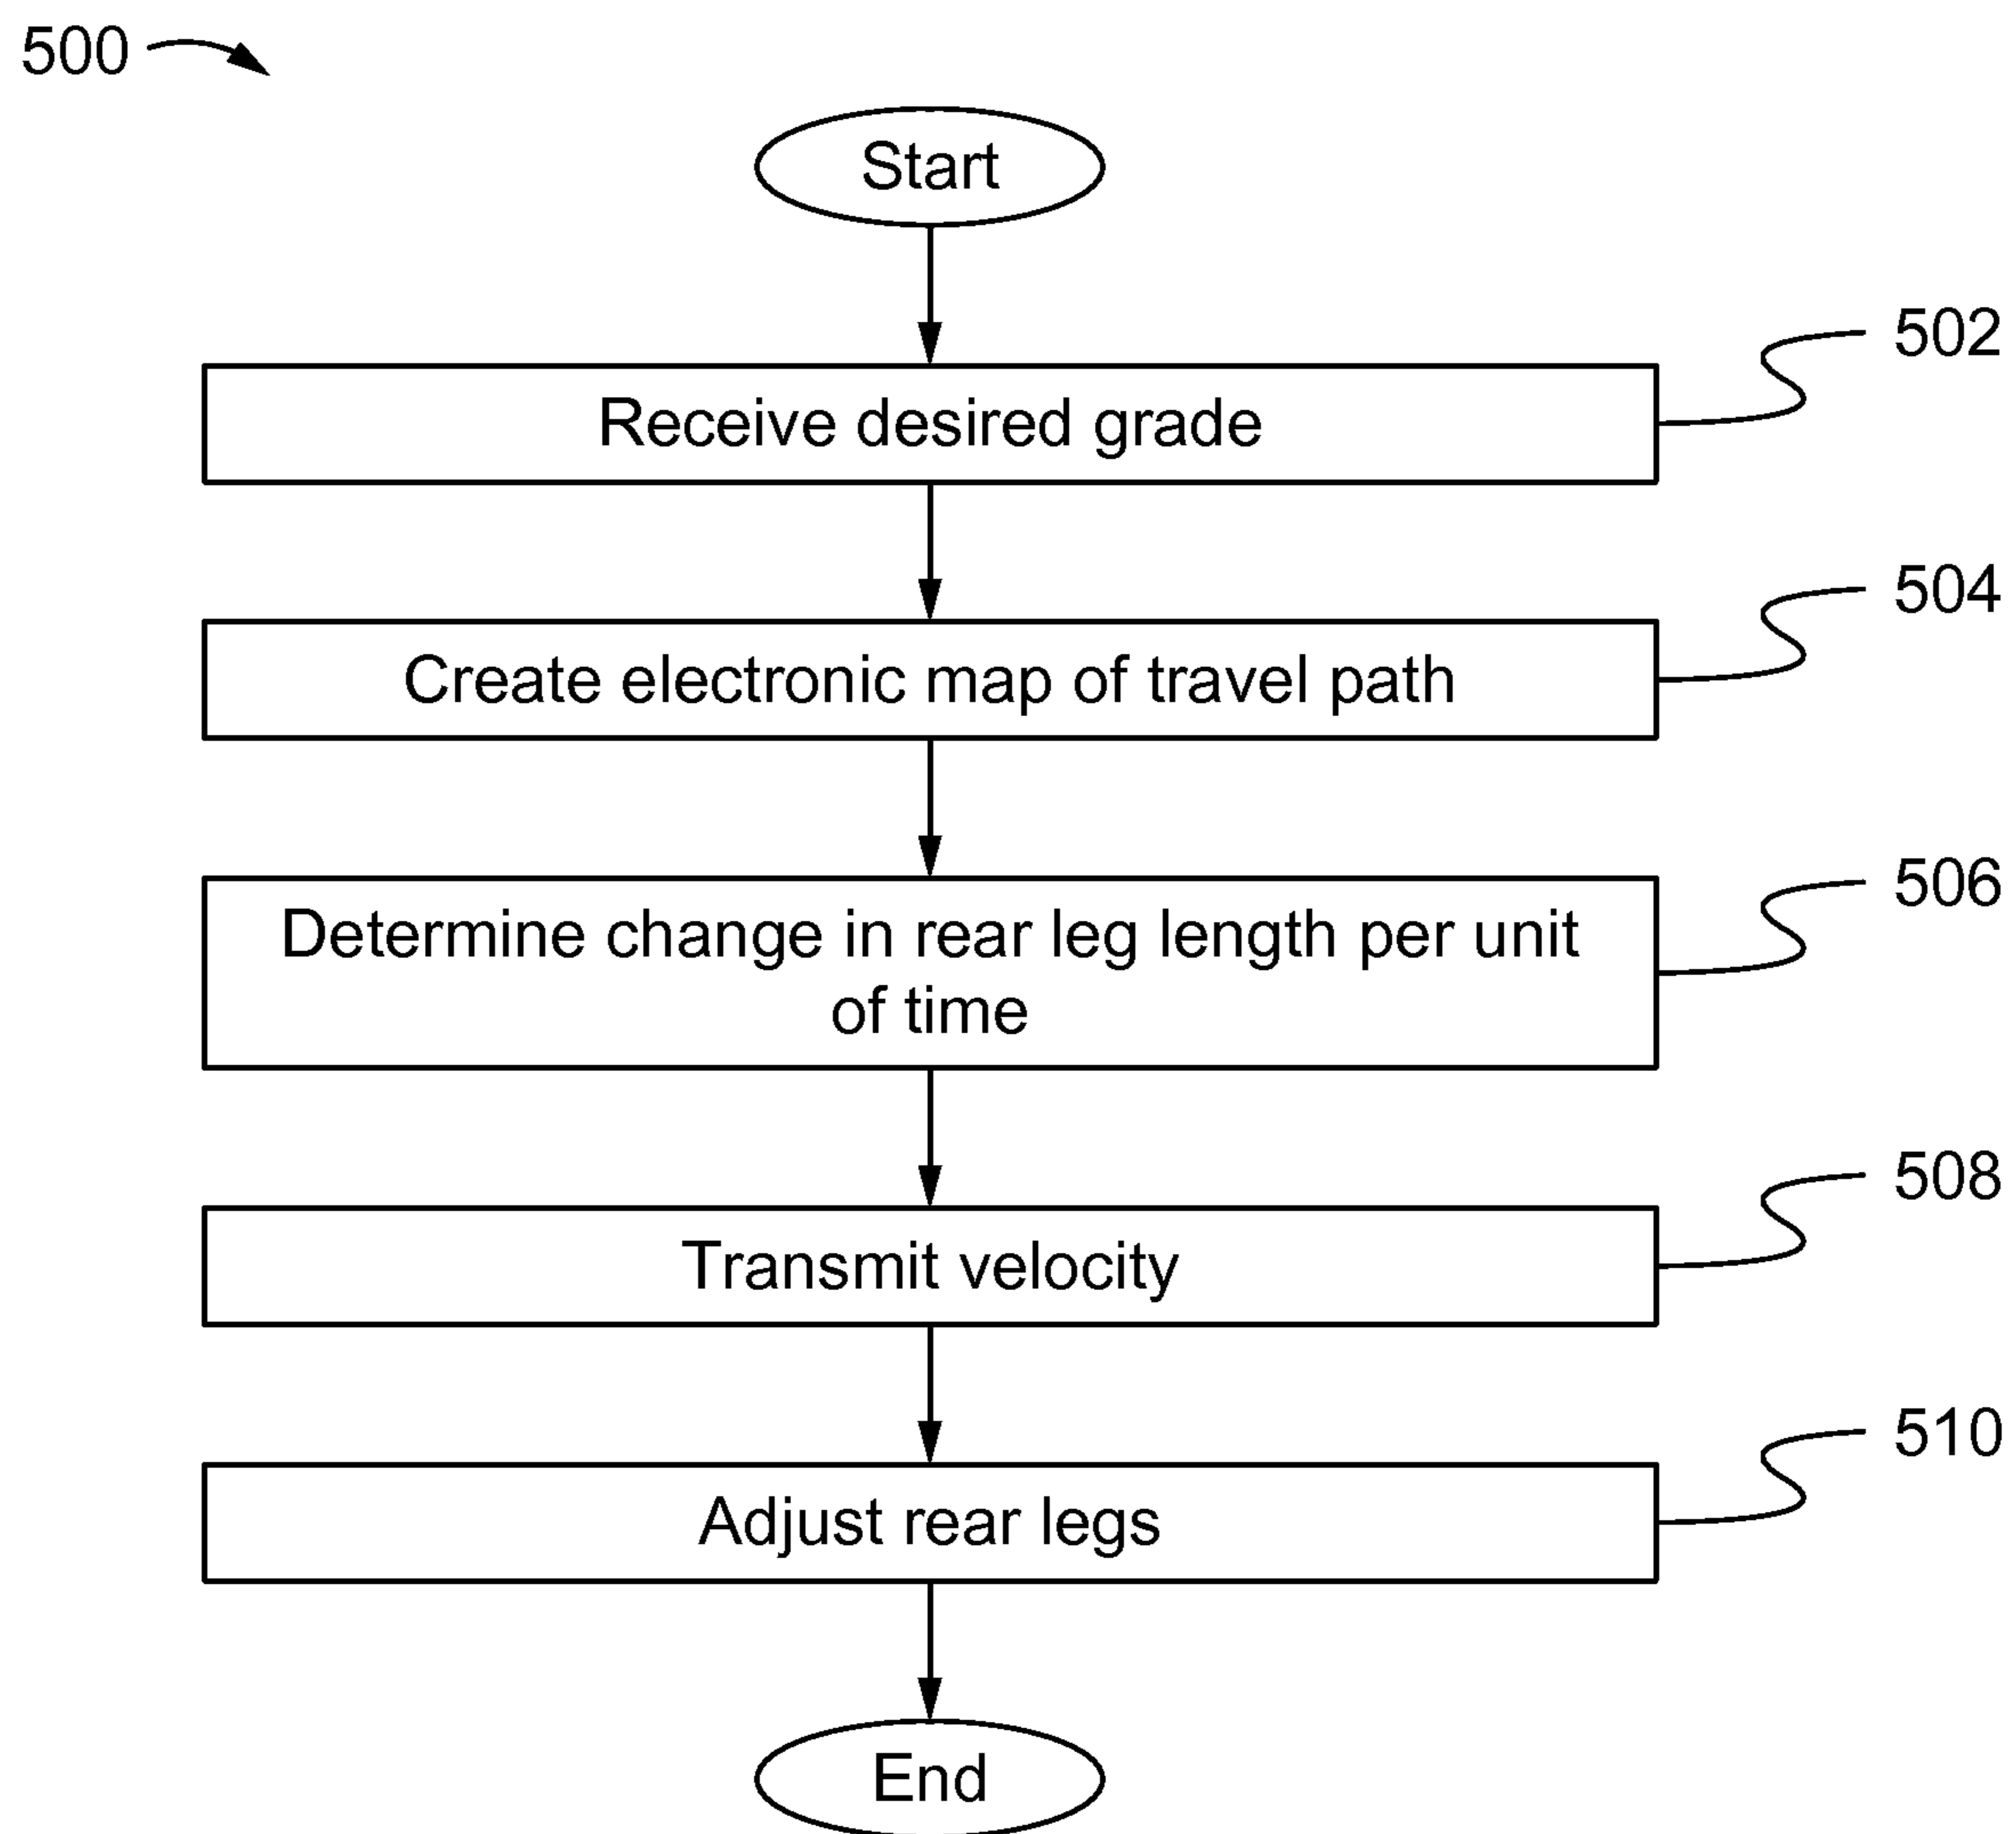 500
Start
502
Receive desired grade
504
Create electronic map of travel path
506
Determine change in rear leg length per unit
of time
508
Transmit velocity
510
Adjust rear legs
End